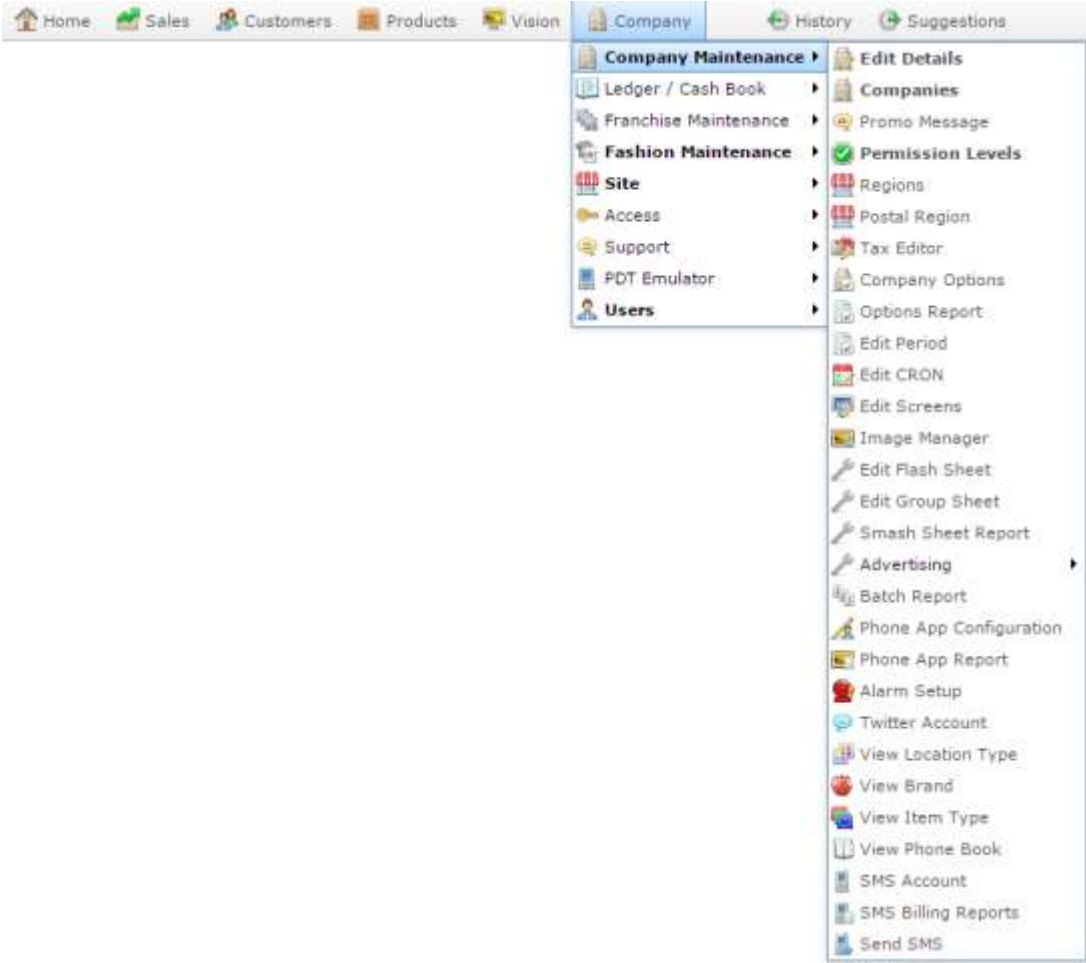 Home Sales Customers Products Vision Company History Suggestions
Company Maintenance
Ledger / Cash Book
Franchise Maintenance
Fashion Maintenance
Site
Access
Support
PDT Emulator
Users
Edit Details
Companies
Promo Message
Permission Levels
Regions
Postal Region
Tax Editor
Company Options
Options Report
Edit Period
Edit CRON
Edit Screens
Image Manager
Edit Flash Sheet
Edit Group Sheet
Smash Sheet Report
Advertising
Batch Report
Phone App Configuration
Phone App Report
Alarm Setup
Twitter Account
View Location Type
View Brand
View Item Type
View Phone Book
SMS Account
SMS Billing Reports
Send SMS